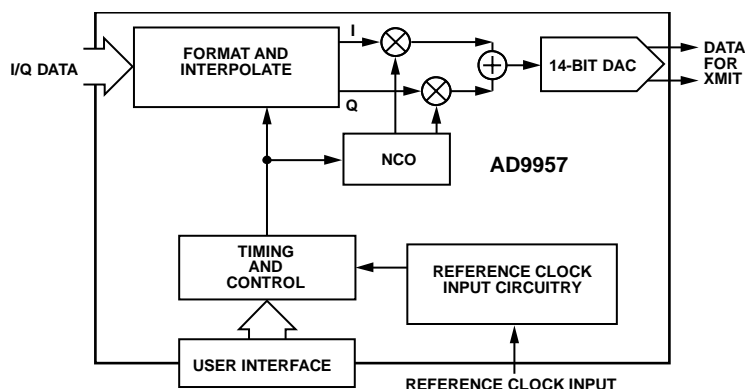 I/Q DATA
FORMAT AND
INTERPOLATE
I
Q
14-BIT DAC
DATA
FOR
XMIT
NCO
AD9957
TIMING
AND
CONTROL
REFERENCE CLOCK
INPUT CIRCUITRY
USER INTERFACE
REFERENCE CLOCK INPUT